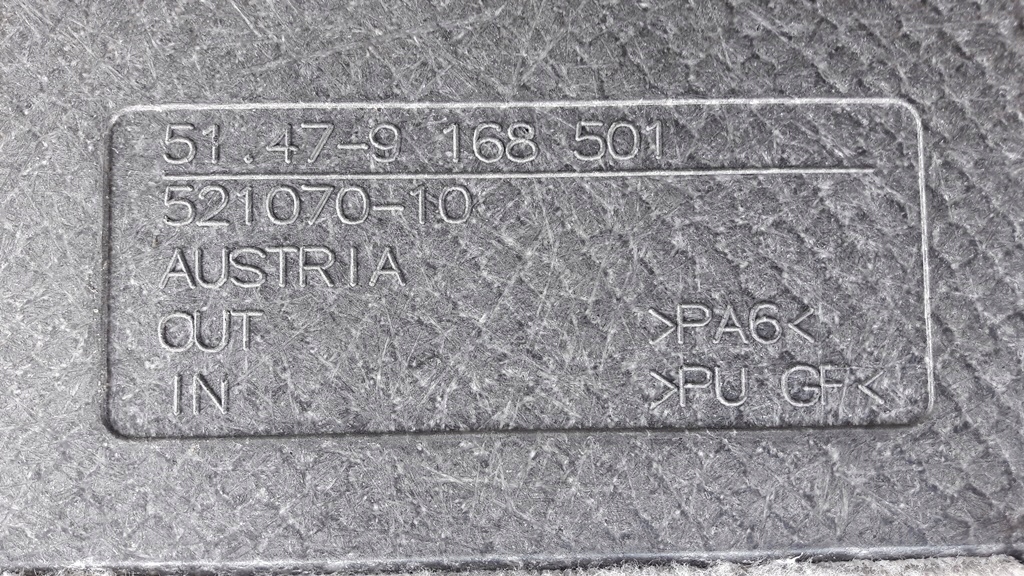 51.47-9 168 501
521070-10
AUSTRIA
OUT >PA6<
IN >PU GF<